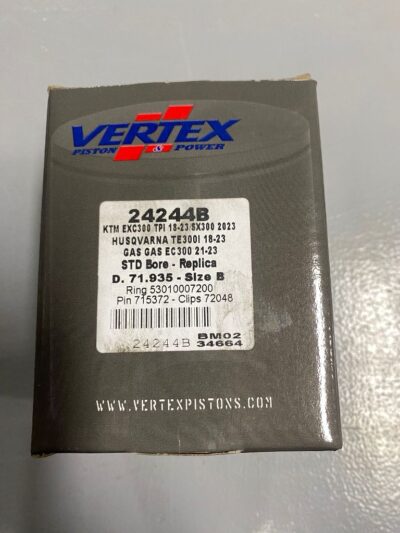 VERTEX
PISTON & POWER
24244B
KTM EXC300 TPI 18-23/SX300 2023
HUSQVARNA TE300I 18-23
GAS GAS EC300 21-23
STD Bore - Replica
D. 71.935 - Size B
Ring 53010007200
Pin 715372 - Clips 72048
24244B
BM02
34664
WWW.VERTEXPISTONS.COM